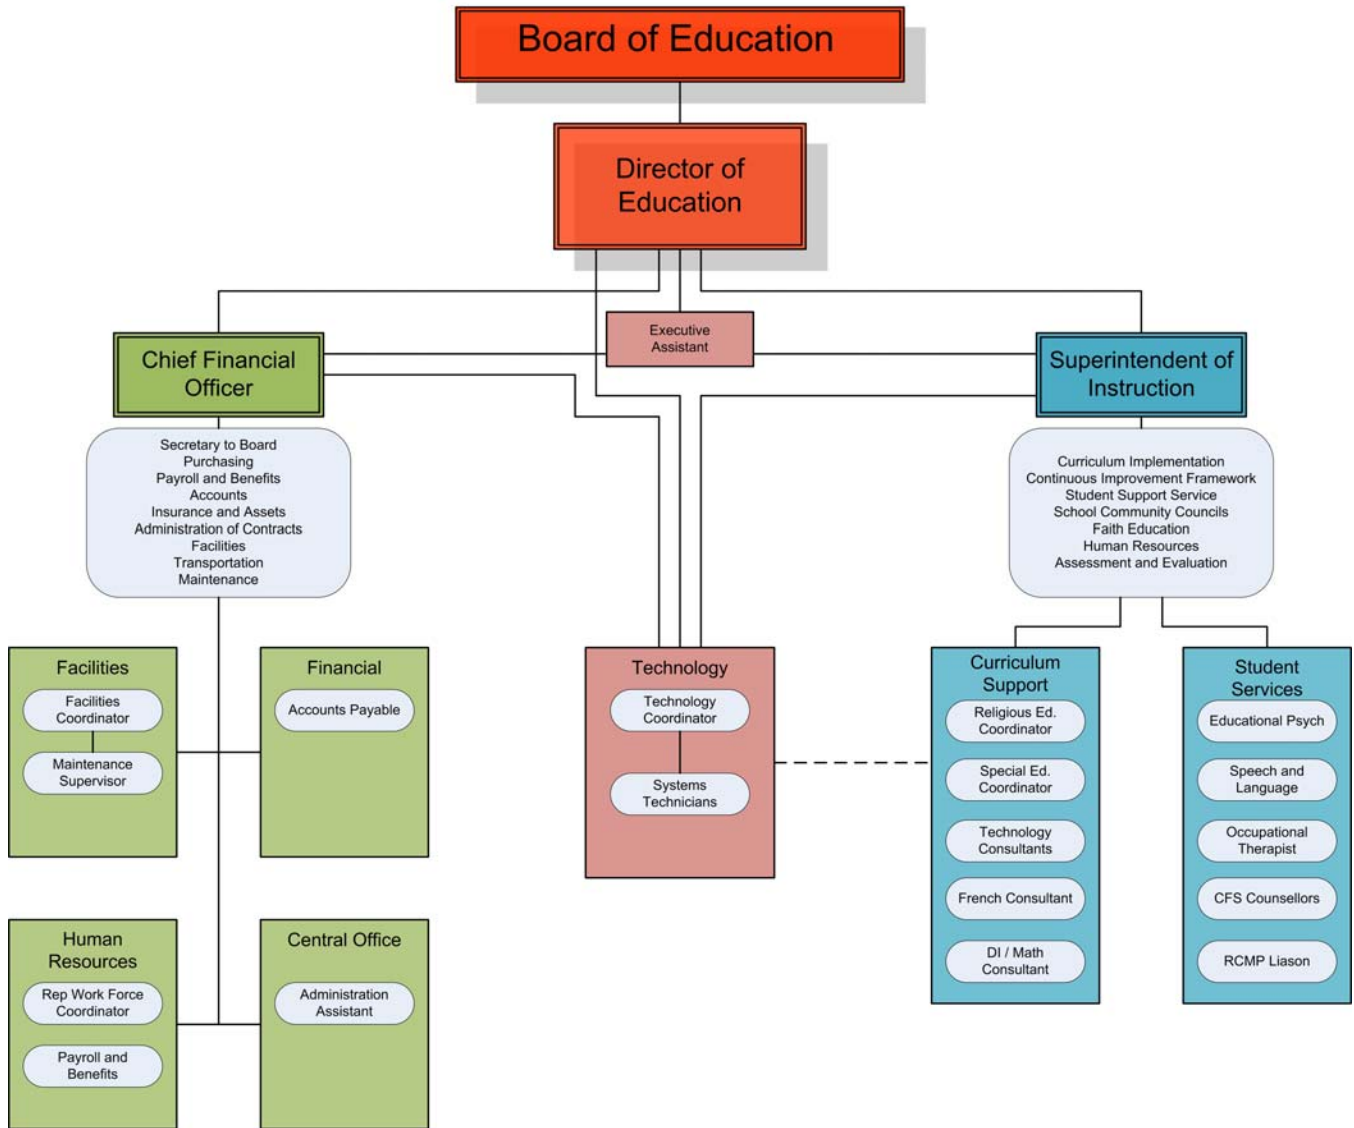 Board of Education
Director of
Education
Executive
Assistant
Chief Financial
Officer
Superintendent of
Instruction
Secretary to Board
Purchasing
Payroll and Benefits
Accounts
Insurance and Assets
Administration of Contracts
Facilities
Transportation
Maintenance
Curriculum Implementation
Continuous Improvement Framework
Student Support Service
School Community Councils
Faith Education
Human Resources
Assessment and Evaluation
Facilities
Facilities
Coordinator
Maintenance
Supervisor
Financial
Accounts Payable
Technology
Technology
Coordinator
Systems
Technicians
Curriculum
Support
Religious Ed.
Coordinator
Special Ed.
Coordinator
Technology
Consultants
French Consultant
DI / Math
Consultant
Student
Services
Educational Psych
Speech and
Language
Occupational
Therapist
CFS Counsellors
RCMP Liason
Human
Resources
Rep Work Force
Coordinator
Payroll and
Benefits
Central Office
Administration
Assistant